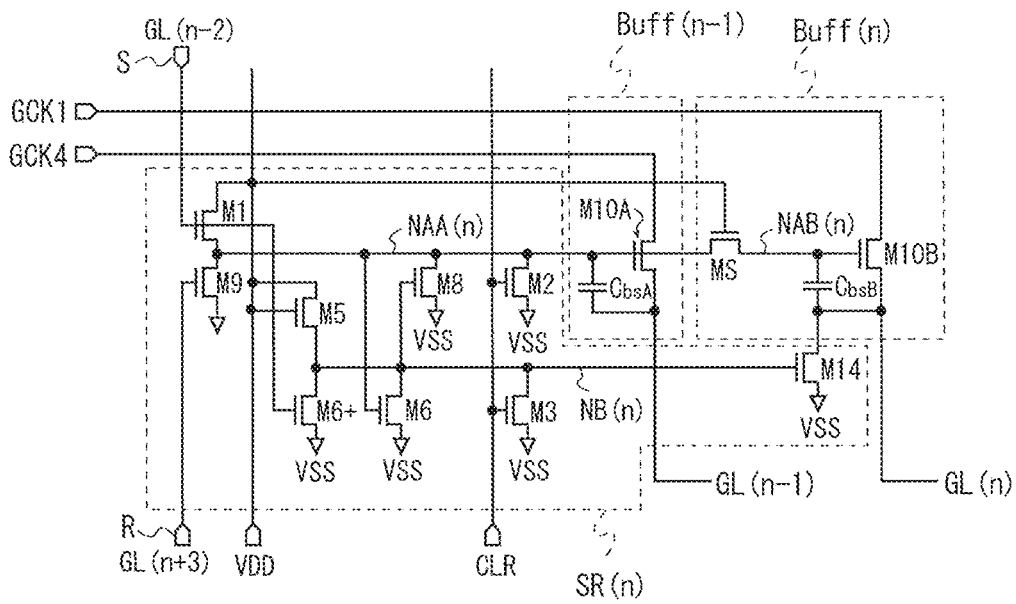 GL(n-2)
S
Buff(n-1)
Buff(n)
GCK1
GCK4
M1
NAA(n)
M10A
NAB(n)
M9
M8
M2
CbsA
MS
CbsB
M10B
M5
VSS
VSS
M14
M6+
M6
M3
NB(n)
VSS
VSS
VSS
VSS
GL(n-1)
GL(n)
R
GL(n+3)
VDD
CLR
SR(n)